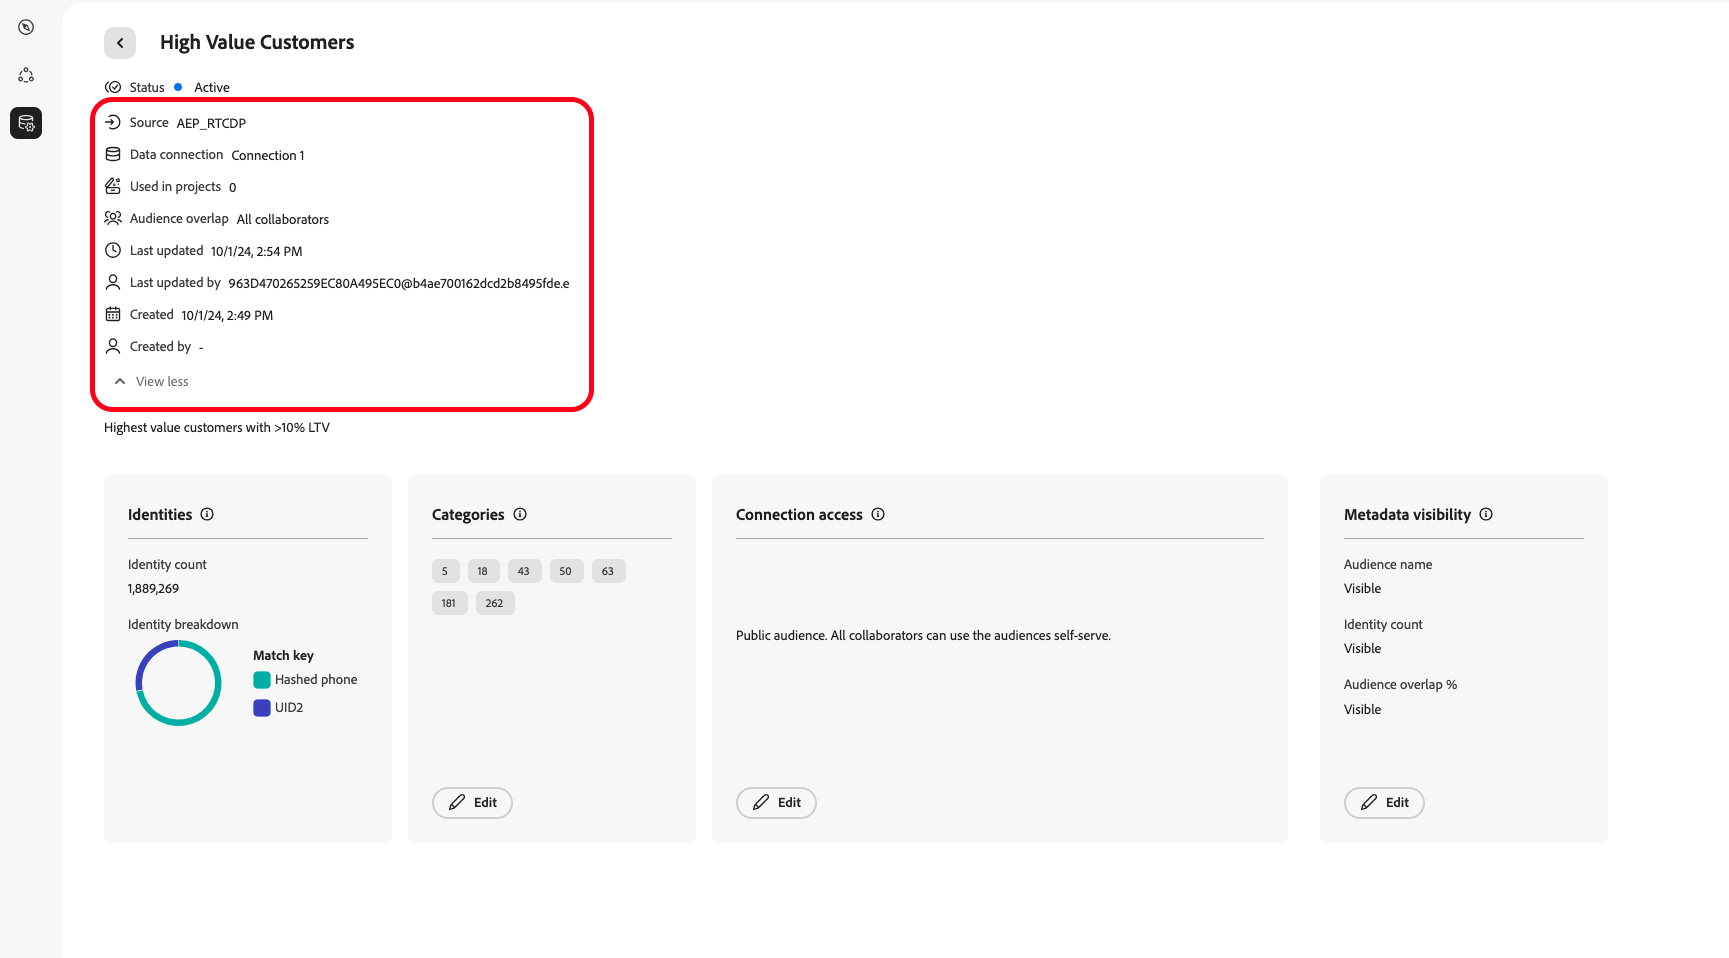 High Value Customers
Status Active
Source AEP_RTCDP
Data connection Connection 1
Used in projects 0
Audience overlap All collaborators
Last updated 10/1/24, 2:54 PM
Last updated by 963D470265259EC80A495EC0@b4ae700162dcd2b8495fde.e
Created 10/1/24, 2:49 PM
Created by -
View less
Highest value customers with >10% LTV
Identities
Identity count
1,889,269
Identity breakdown
Match key
Hashed phone
UID2
Categories
5 18 43 50 63
181 262
Edit
Connection access
Public audience. All collaborators can use the audiences self-serve.
Edit
Metadata visibility
Audience name
Visible
Identity count
Visible
Audience overlap %
Visible
Edit